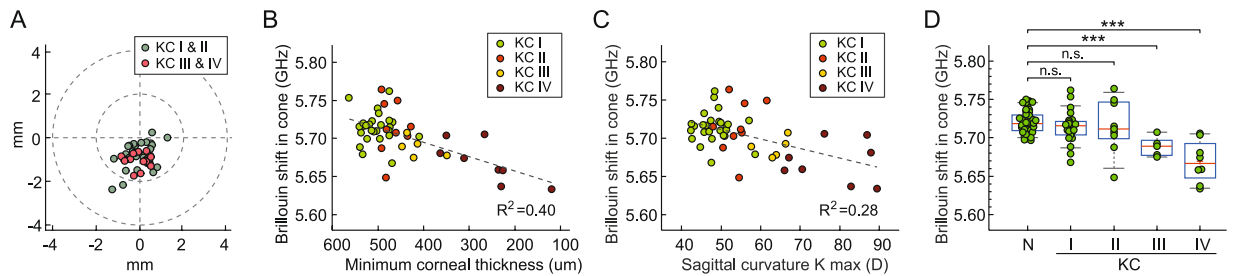 A
KC I & II
KC III & IV
4
2
0
-2
-4
mm
-4 -2 0 2 4
mm
B
KC I
KC II
KC III
KC IV
Brillouin shift in cone (GHz)
5.80
5.75
5.70
5.65
5.60
R²=0.40
600 500 400 300 200 100
Minimum corneal thickness (um)
C
KC I
KC II
KC III
KC IV
Brillouin shift in cone (GHz)
5.80
5.75
5.70
5.65
5.60
R²=0.28
40 50 60 70 80 90
Sagittal curvature K max (D)
D
***
***
n.s.
n.s.
Brillouin shift in cone (GHz)
5.80
5.75
5.70
5.65
5.60
N I II III IV
KC